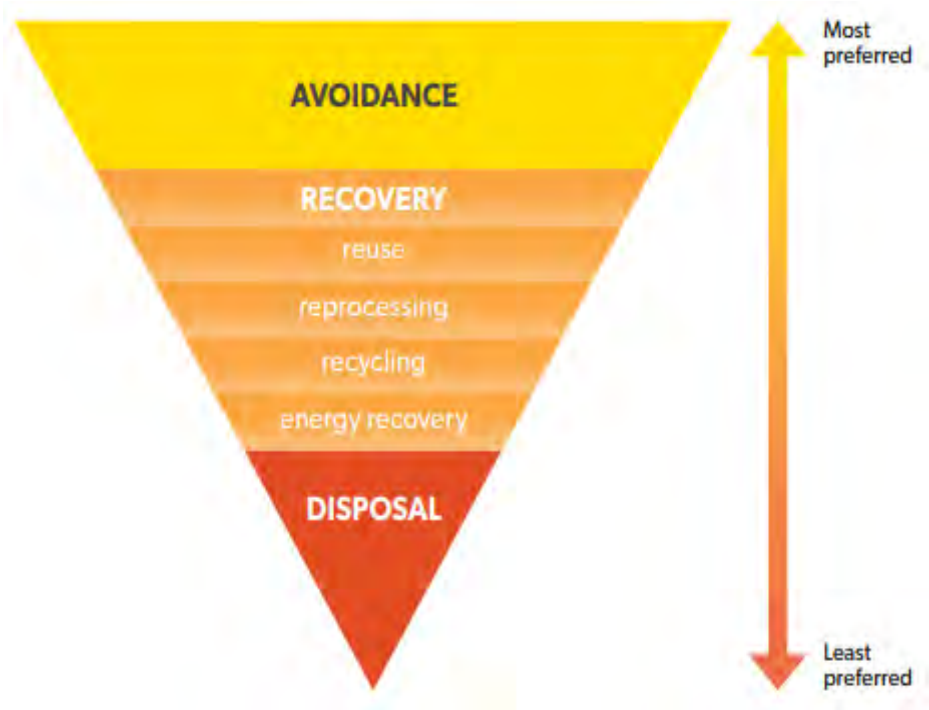 Most
preferred
AVOIDANCE
RECOVERY
reuse
reprocessing
recycling
energy recovery
DISPOSAL
Least
preferred